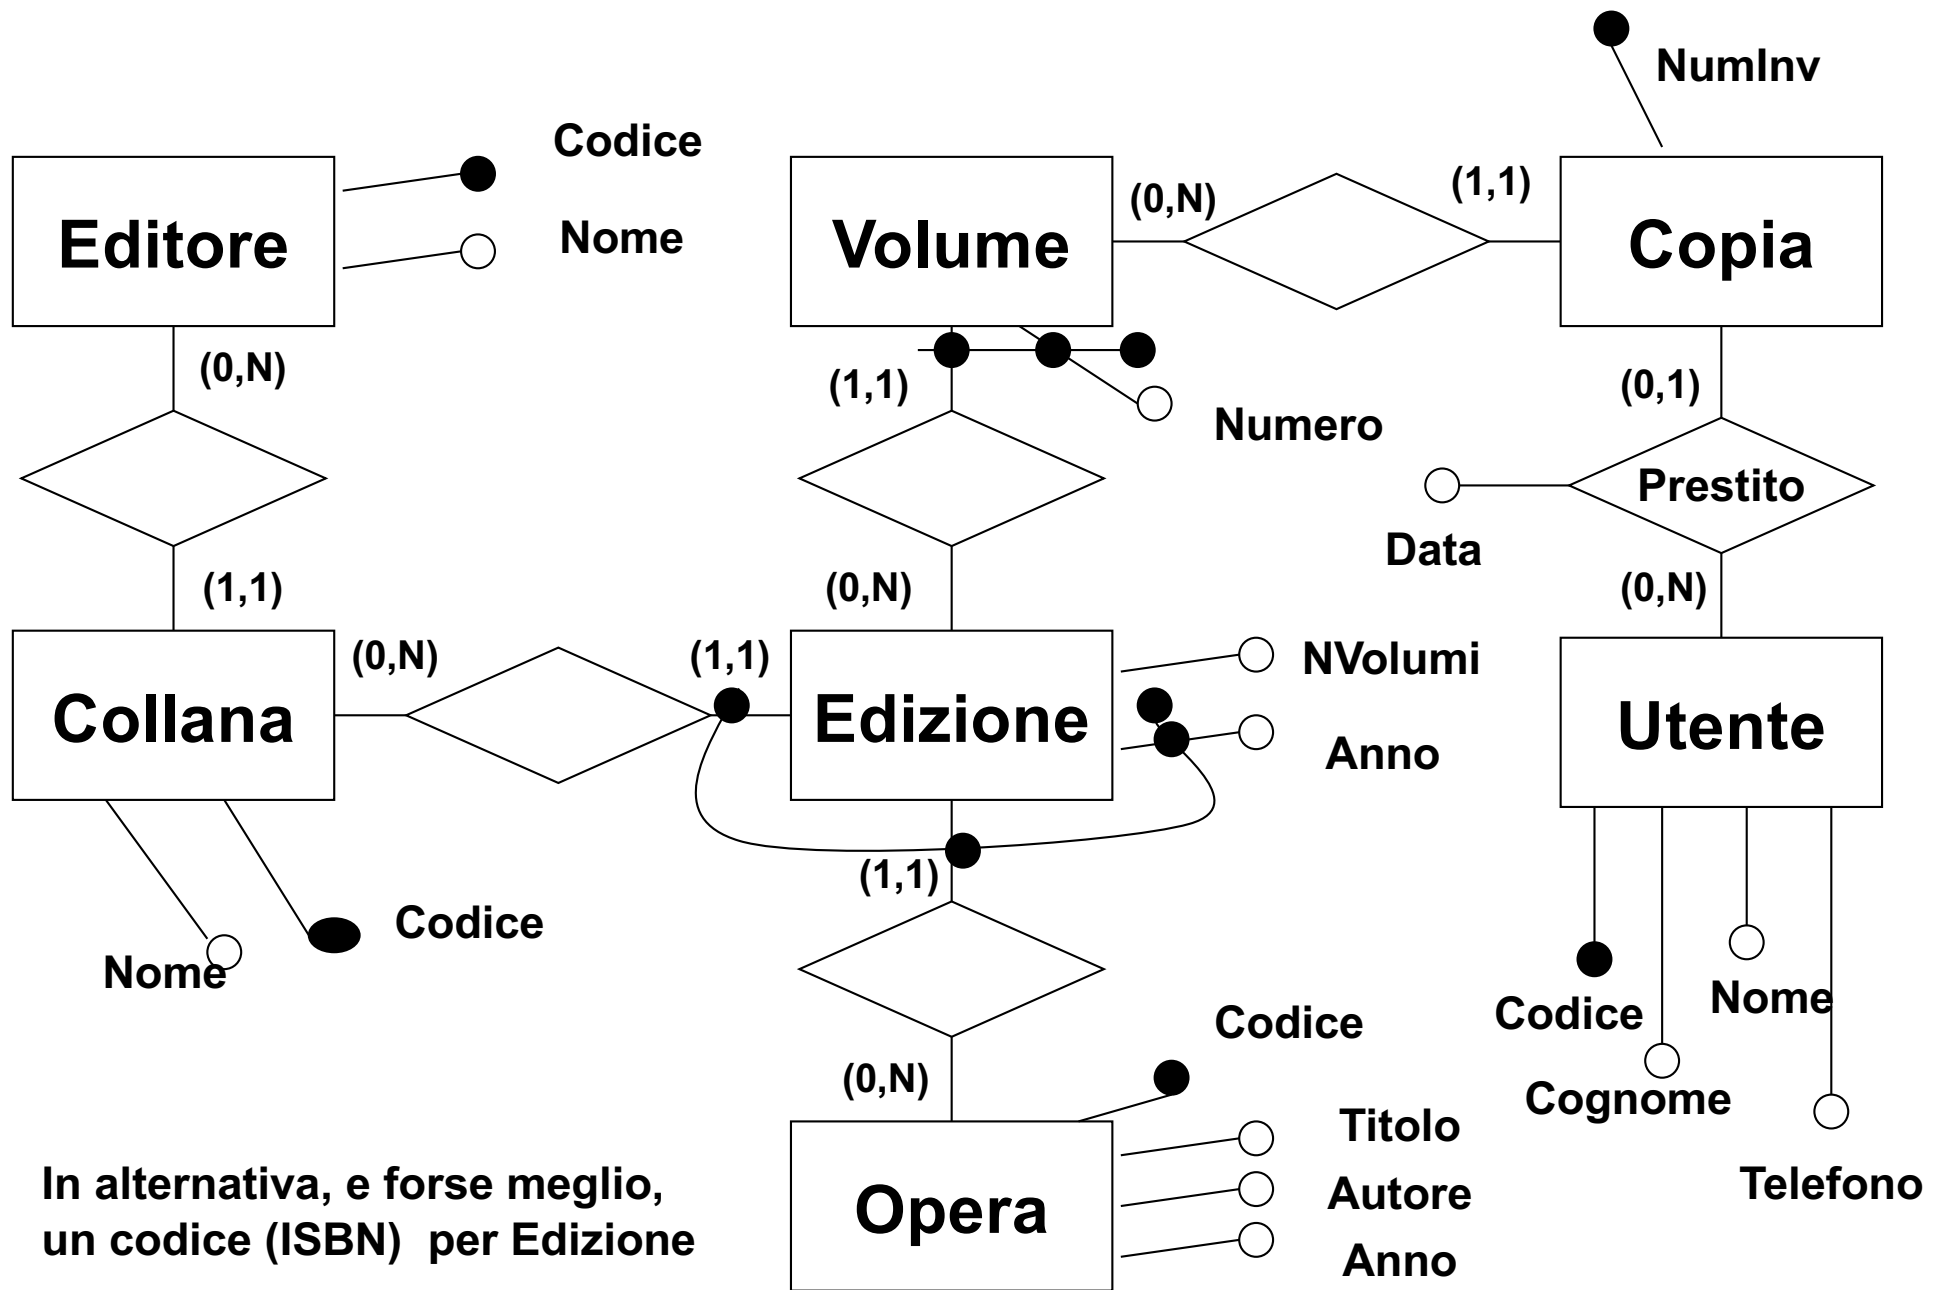 NumInv
Codice
Editore
Nome
Volume
(0,N)
(1,1)
Copia
(0,N)
(1,1)
Numero
(0,1)
Prestito
Data
(1,1)
(0,N)
(0,N)
Collana
(0,N)
(1,1)
Edizione
NVolumi
Anno
Utente
(1,1)
Nome
Codice
Codice
Nome
Cognome
Telefono
(0,N)
Codice
Opera
Titolo
Autore
Anno
In alternativa, e forse meglio,
un codice (ISBN) per Edizione